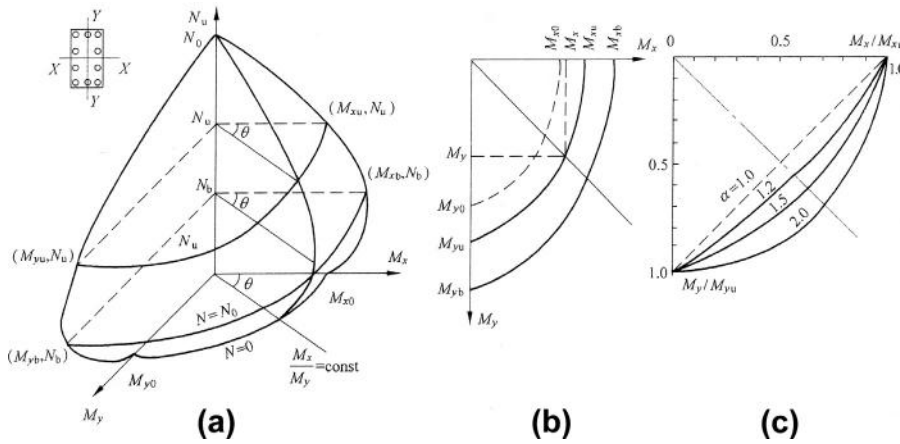 Y
X X
Y
N_u
N_0
N_u
θ
(M_xu, N_u)
N_b
θ
(M_xb, N_b)
(M_yu, N_u)
N_u
M_x
θ
M_x0
N=N_0
N=0
(M_yb, N_b)
M_y0
M_x/M_y=const
M_y
(a)
M_x0 M_x M_xu M_xb M_x
M_y
M_y0
M_yu
M_yb
M_y
(b)
0 0.5 M_x/M_xu
1.0
0.5
α=1.0
1.2
1.5
2.0
1.0
M_y/M_yu
(c)